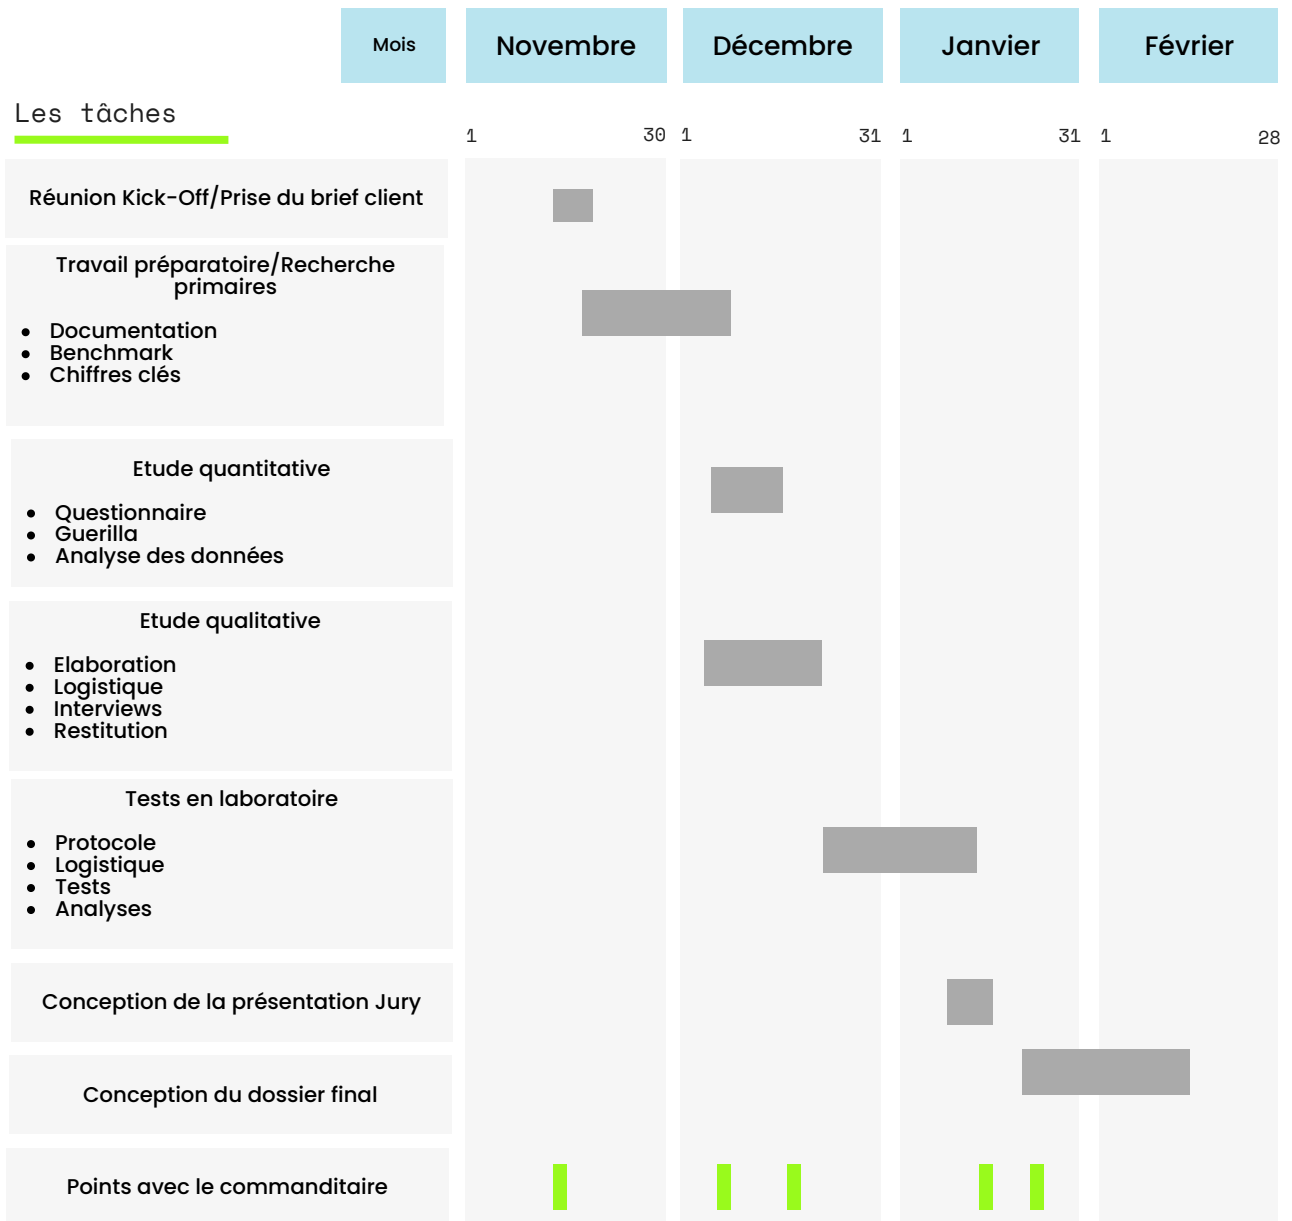 Mois
Novembre
Décembre
Janvier
Février
Les tâches
1
30
1
31
1
31
1
28
Réunion Kick-Off/Prise du brief client
Travail préparatoire/Recherche
primaires
• Documentation
• Benchmark
• Chiffres clés
Etude quantitative
• Questionnaire
• Guerilla
• Analyse des données
Etude qualitative
• Elaboration
• Logistique
• Interviews
• Restitution
Tests en laboratoire
• Protocole
• Logistique
• Tests
• Analyses
Conception de la présentation Jury
Conception du dossier final
Points avec le commanditaire